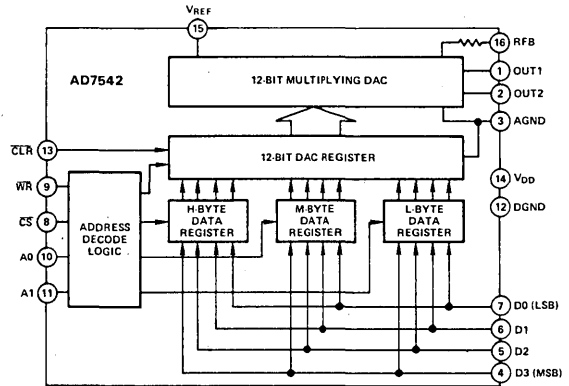 VREF
15
16 RFB
AD7542
12-BIT MULTIPLYING DAC
1 OUT1
2 OUT2
3 AGND
CLR 13
12-BIT DAC REGISTER
WR 9
14 VDD
CS 8
ADDRESS
DECODE
LOGIC
H-BYTE
DATA
REGISTER
M-BYTE
DATA
REGISTER
L-BYTE
DATA
REGISTER
12 DGND
A0 10
A1 11
7 D0 (LSB)
6 D1
5 D2
4 D3 (MSB)